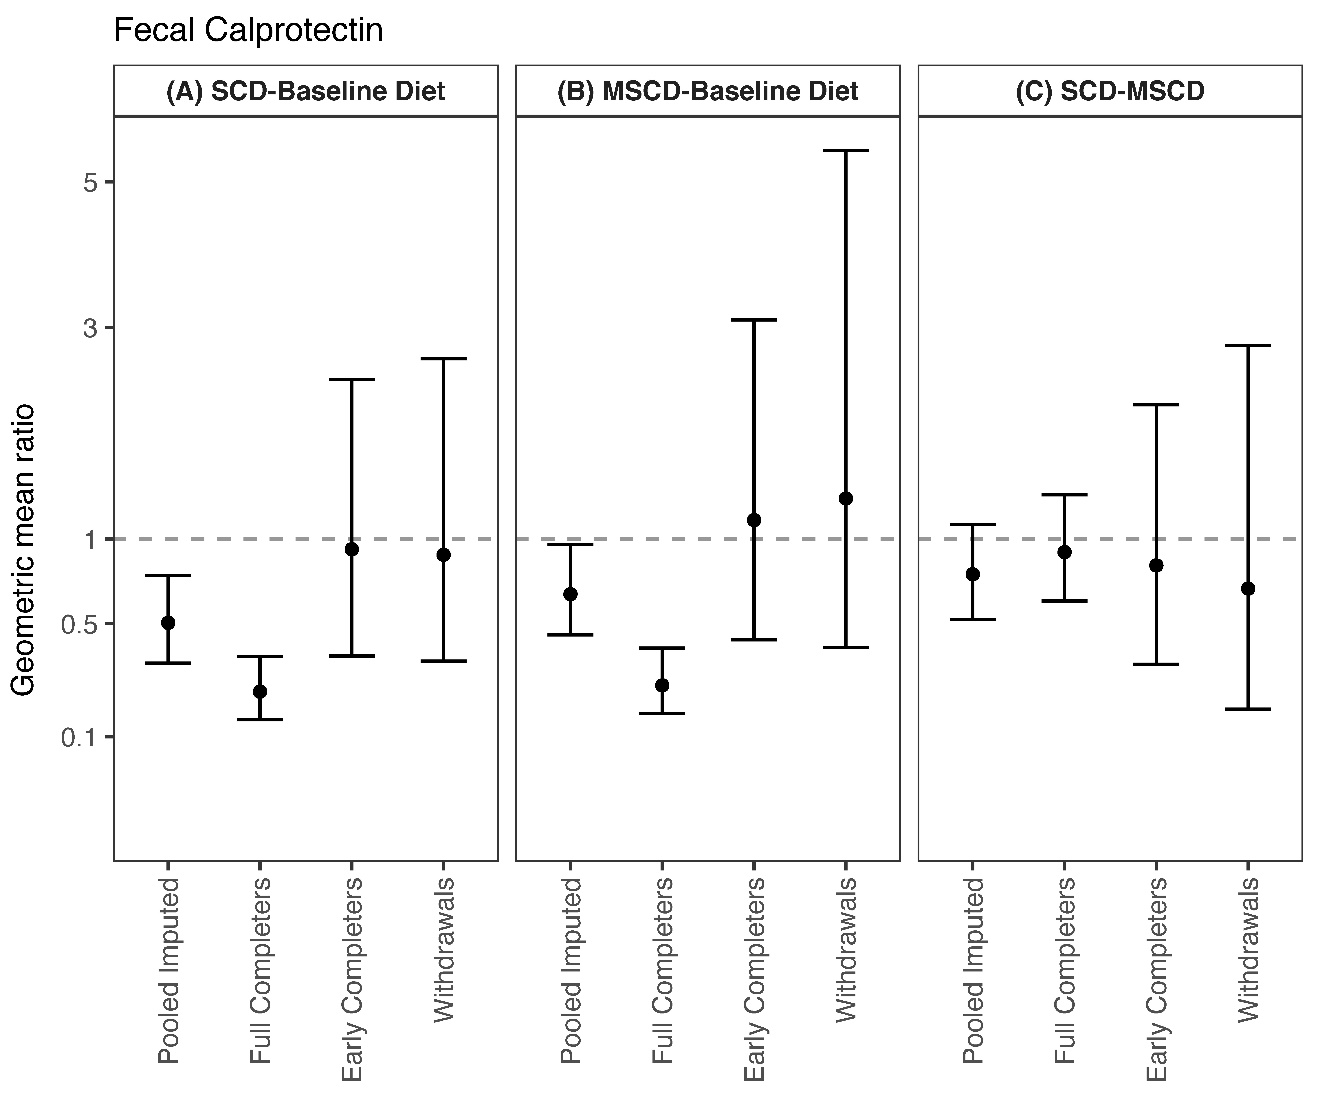 Fecal Calprotectin
(A) SCD-Baseline Diet
(B) MSCD-Baseline Diet
(C) SCD-MSCD
Geometric mean ratio
5
3
1
0.5
0.1
Pooled Imputed
Full Completers
Early Completers
Withdrawals
Pooled Imputed
Full Completers
Early Completers
Withdrawals
Pooled Imputed
Full Completers
Early Completers
Withdrawals